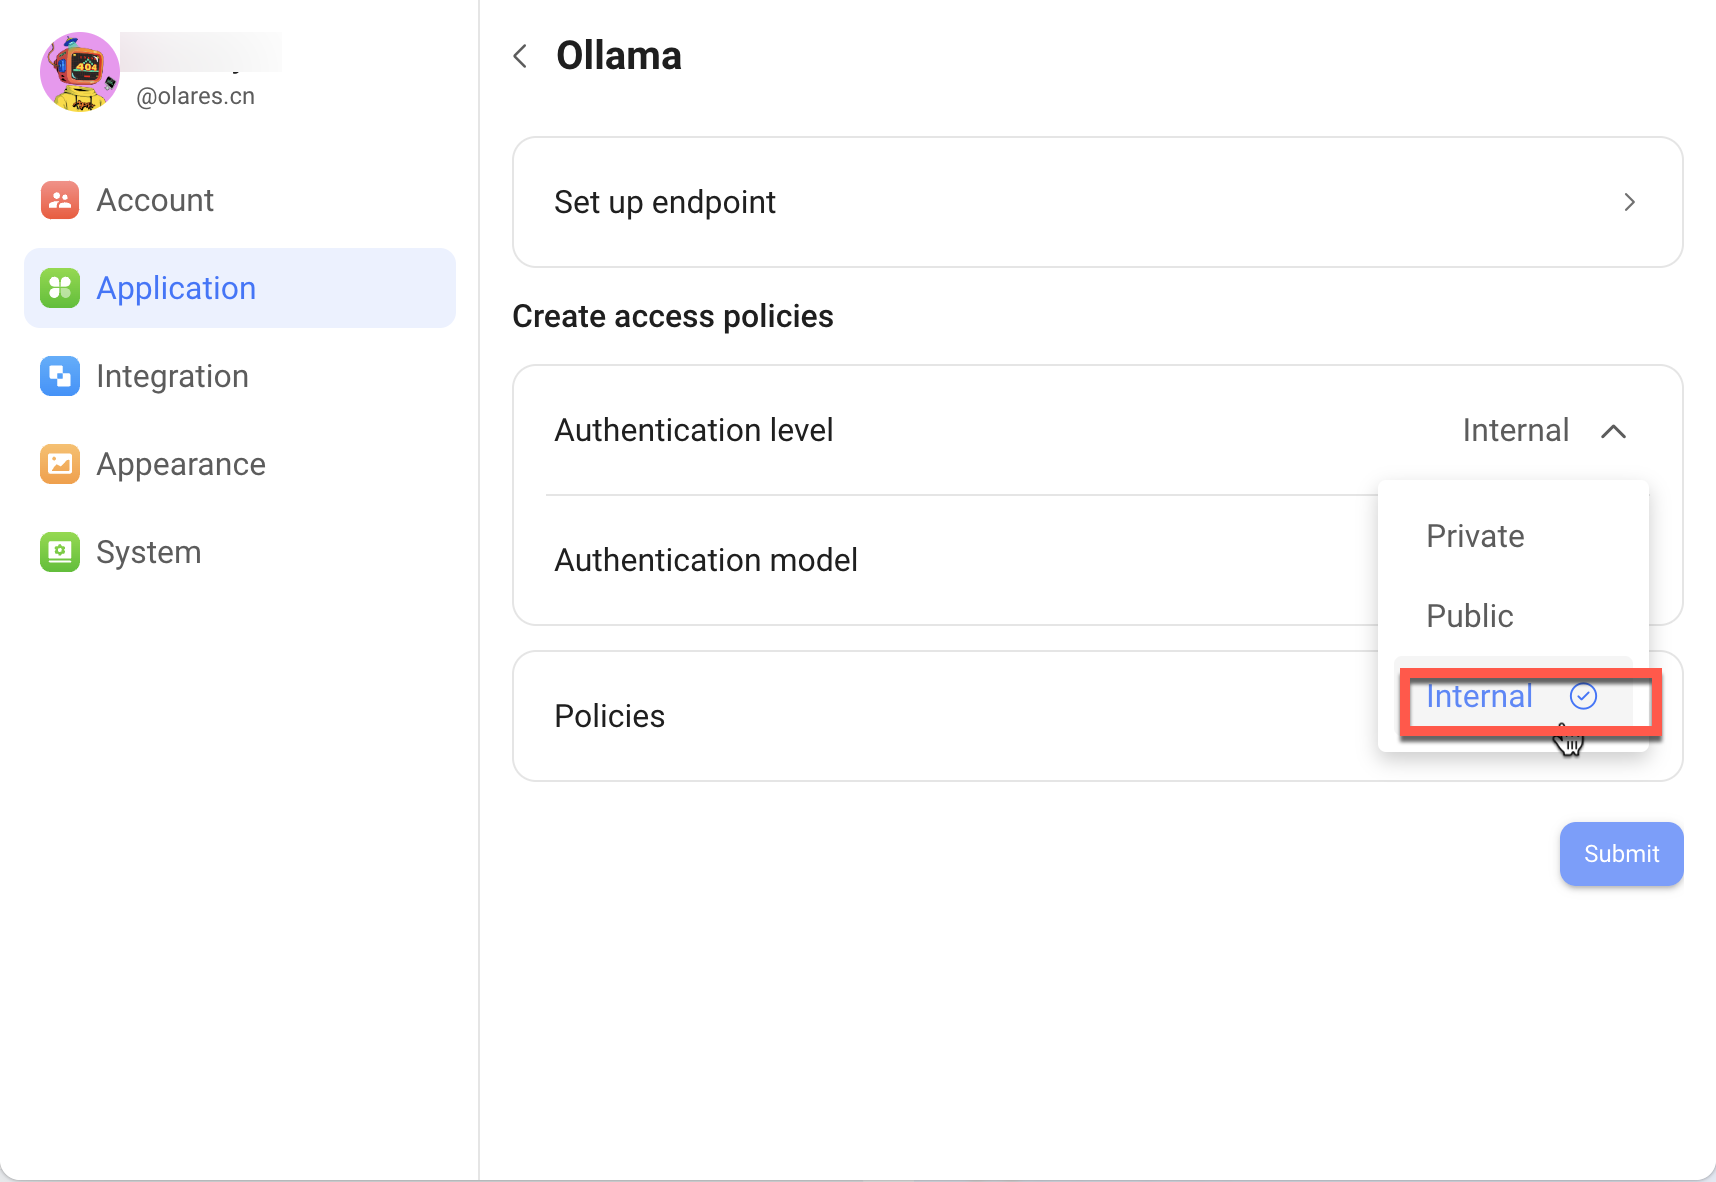 404
@olares.cn
Account
Application
Integration
Appearance
System
Ollama
Set up endpoint
Create access policies
Authentication level
Internal
Private
Public
Internal
Authentication model
Policies
Submit